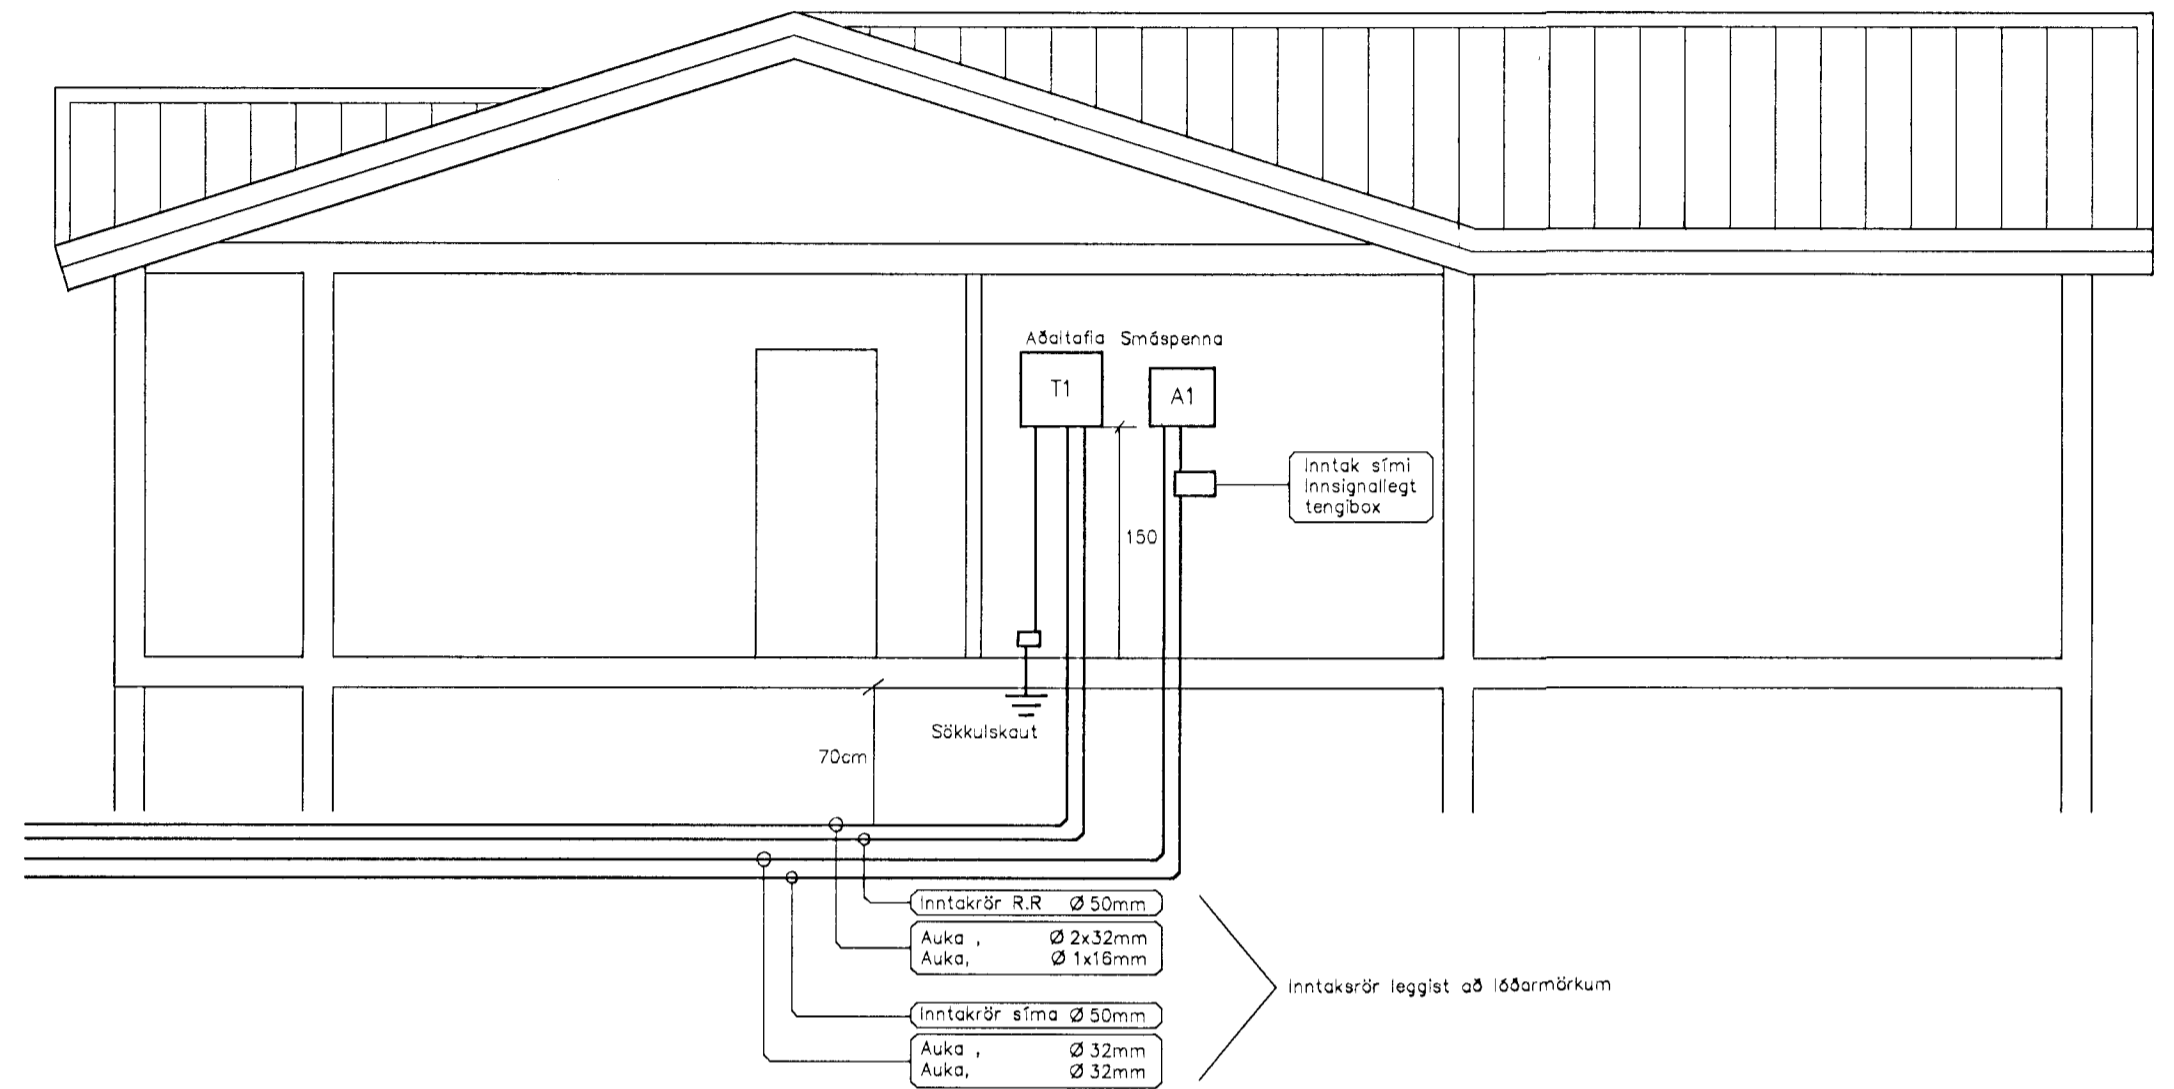 Aðaltafla Smáspenna
T1
A1
Inntak sími
Innsignallegt
tengibox
150
Sökkulskaut
70cm
Inntakrör R.R Ø 50mm
Auka , Ø 2x32mm
Auka, Ø 1x16mm
Inntaksrör leggist að lóðarmörkum
Inntakrör síma Ø 50mm
Auka , Ø 32mm
Auka, Ø 32mm